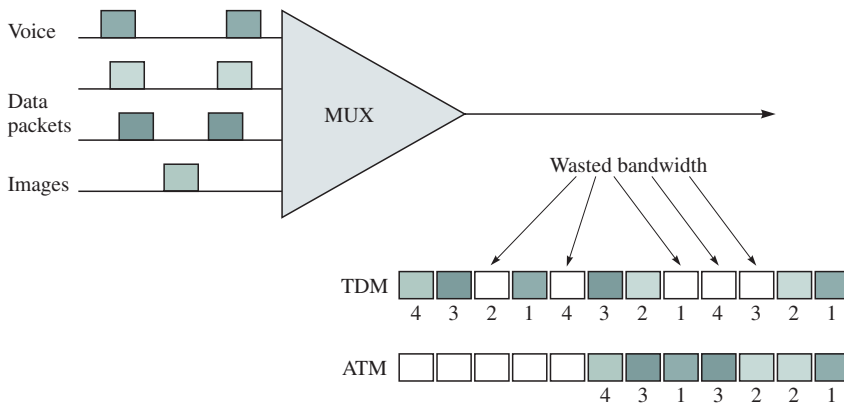 Voice
Data
packets
MUX
Images
Wasted bandwidth
TDM
4 3 2 1 4 3 2 1 4 3 2 1
ATM
4 3 1 3 2 2 1